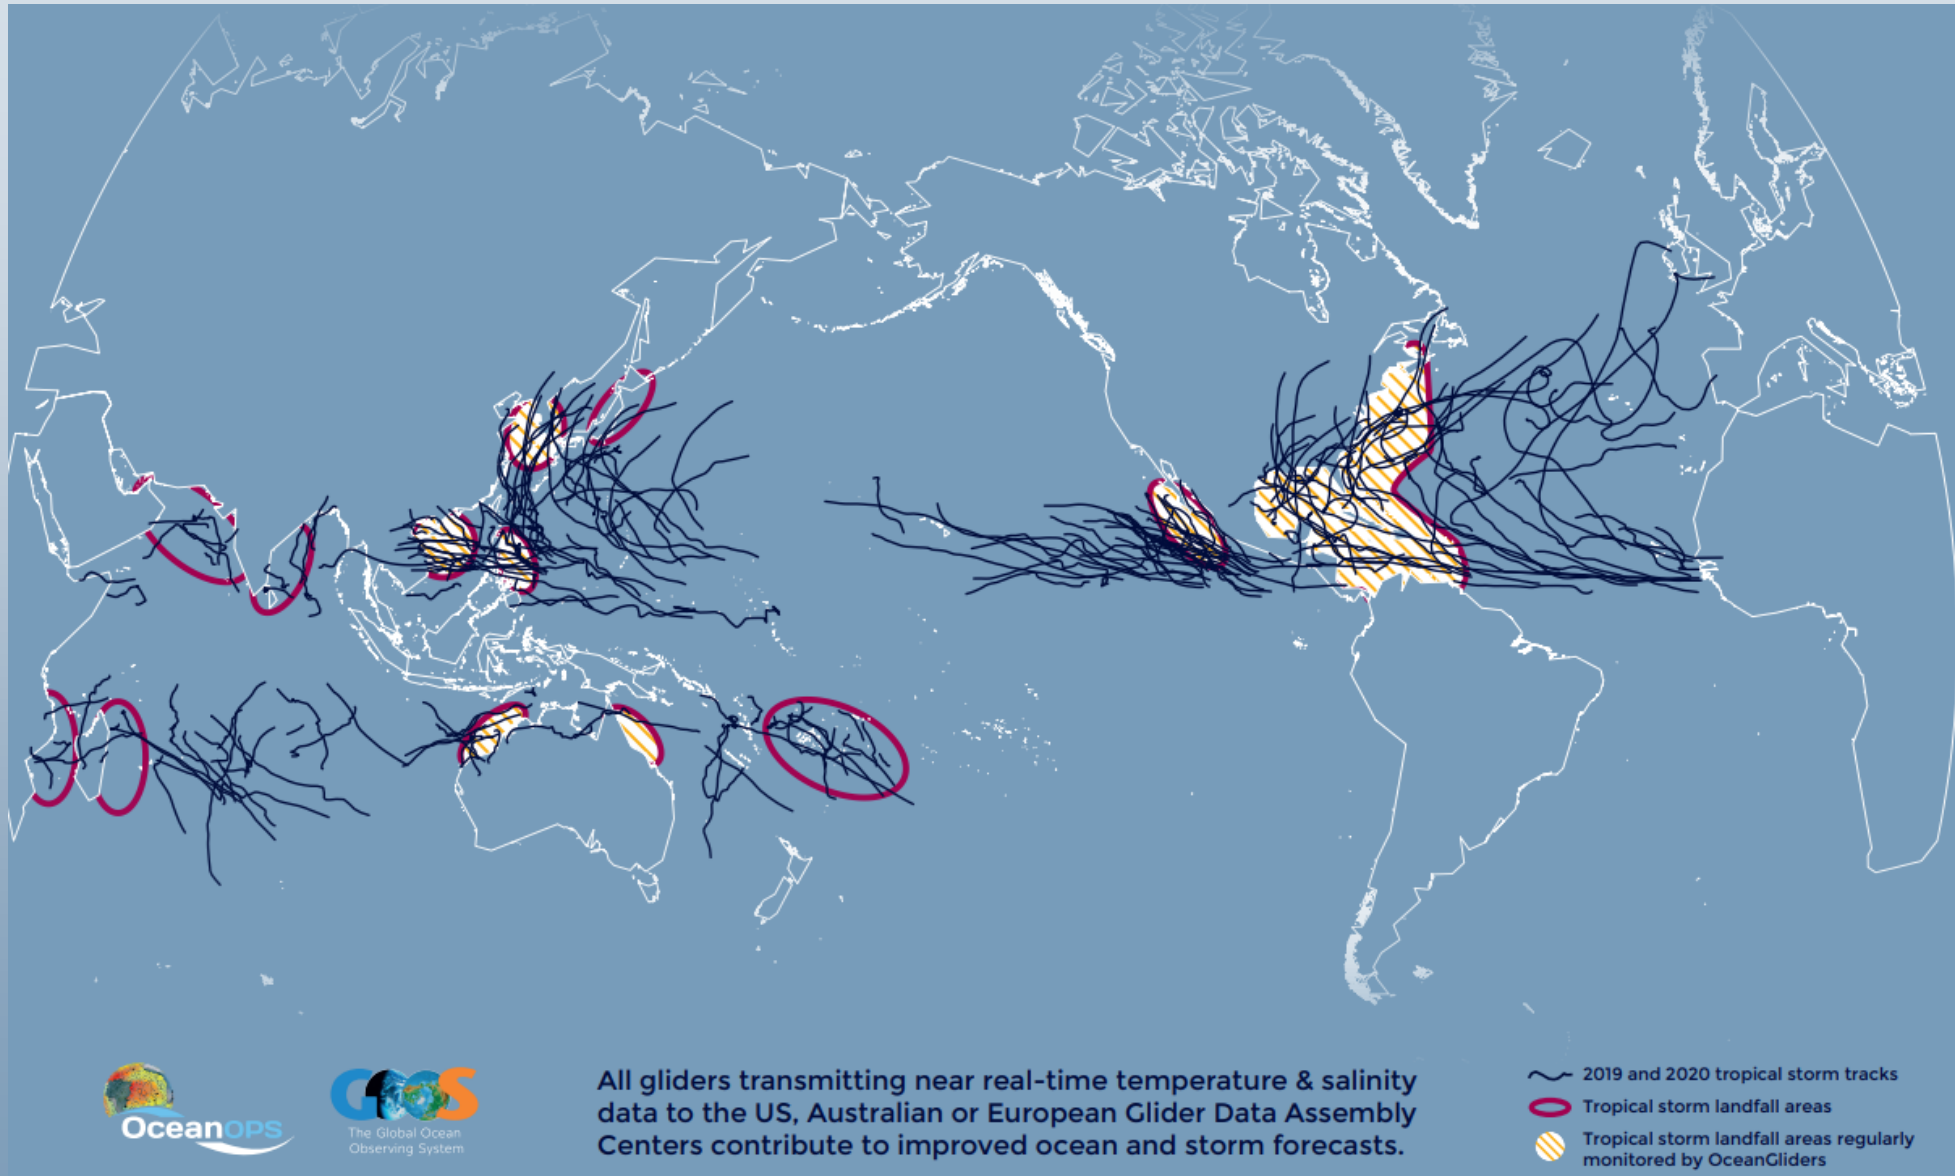 OceanOPS
GOOS
The Global Ocean
Observing System
All gliders transmitting near real-time temperature & salinity
data to the US, Australian or European Glider Data Assembly
Centers contribute to improved ocean and storm forecasts.
2019 and 2020 tropical storm tracks
Tropical storm landfall areas
Tropical storm landfall areas regularly
monitored by OceanGliders